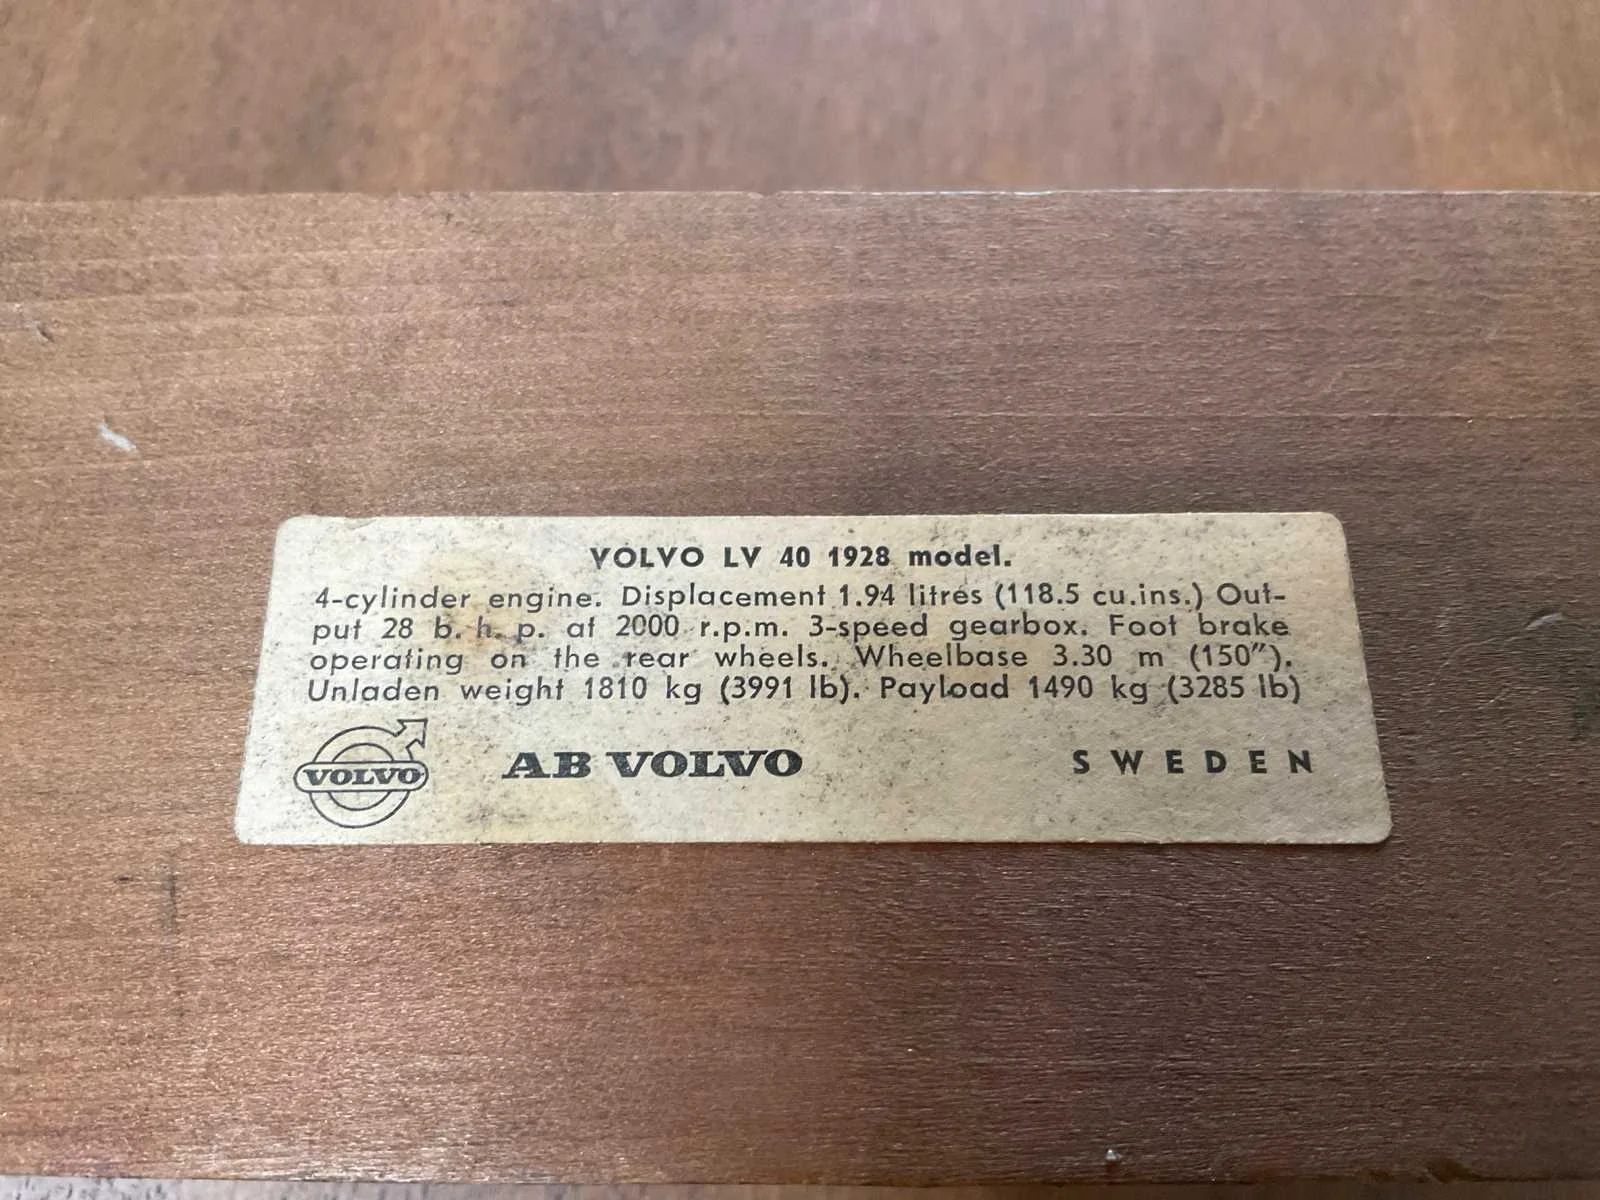 VOLVO LV 40 1928 model.
4-cylinder engine. Displacement 1.94 litres (118.5 cu.ins.) Out-
put 28 b. h. p. at 2000 r.p.m. 3-speed gearbox. Foot brake
operating on the rear wheels. Wheelbase 3.30 m (150″).
Unladen weight 1810 kg (3991 lb). Payload 1490 kg (3285 lb)
VOLVO AB VOLVO SWEDEN